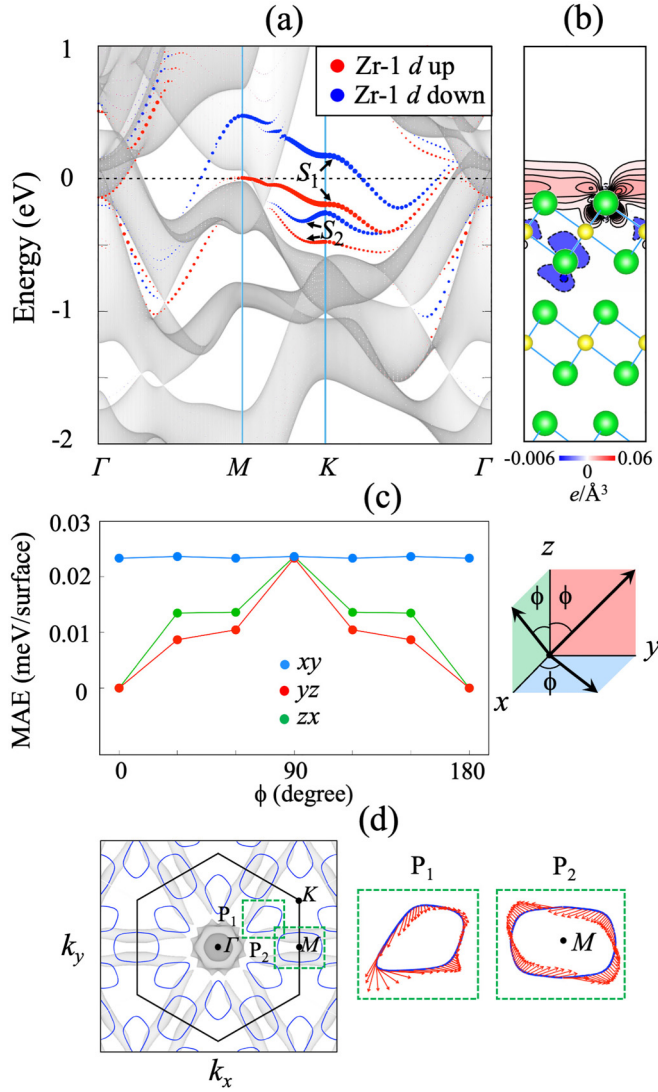 (a)
1
0
-1
-2
Energy (eV)
Zr-1 d up
Zr-1 d down
S₁
S₂
Γ
M
K
Γ
(b)
-0.006
0
0.06
e/Å³
(c)
0.03
0.02
0.01
0
MAE (meV/surface)
xy
yz
zx
0
90
180
ϕ (degree)
z
ϕ
ϕ
y
ϕ
x
(d)
P₁
K
Γ
P₂
M
k_y
k_x
P₁
P₂
M